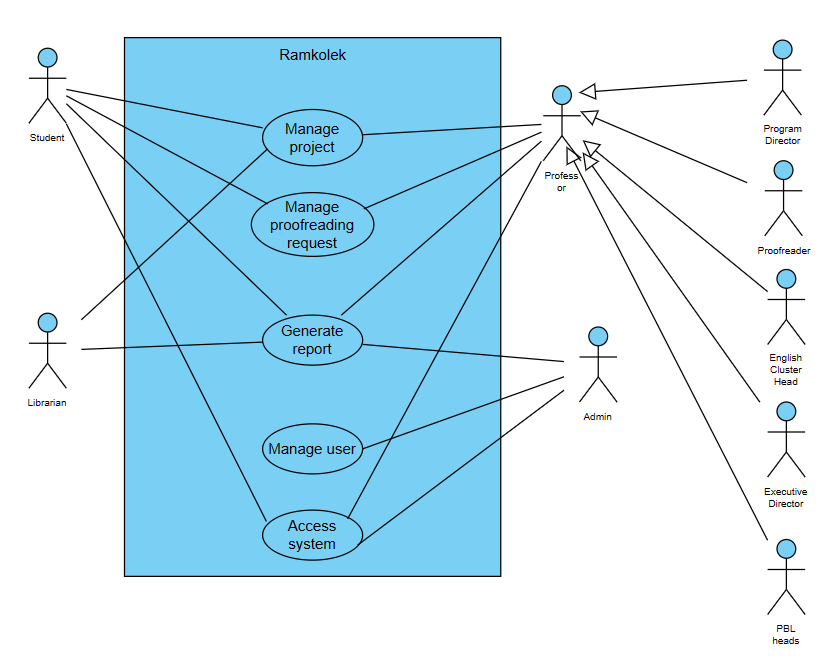 Ramkolek
Student
Manage
project
Manage
proofreading
request
Generate
report
Manage user
Access
system
Librarian
Profess
or
Admin
Program
Director
Proofreader
English
Cluster
Head
Executive
Director
PBL
heads